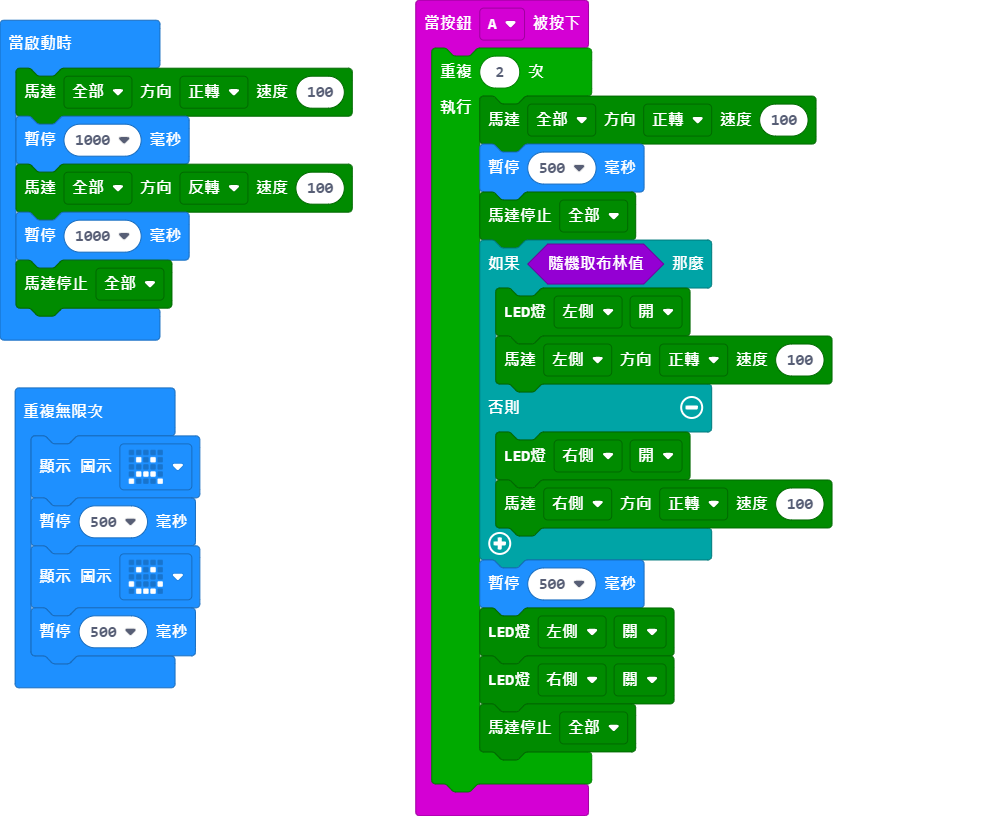 當啟動時
馬達 全部 方向 正轉 速度 100
暫停 1000 毫秒
馬達 全部 方向 反轉 速度 100
暫停 1000 毫秒
馬達停止 全部
重複無限次
顯示 圖示
暫停 500 毫秒
顯示 圖示
暫停 500 毫秒
當按鈕 A 被按下
重複 2 次
執行
馬達 全部 方向 正轉 速度 100
暫停 500 毫秒
馬達停止 全部
如果 隨機取布林值 那麼
LED燈 左側 開
馬達 左側 方向 正轉 速度 100
否則
LED燈 右側 開
馬達 右側 方向 正轉 速度 100
暫停 500 毫秒
LED燈 左側 關
LED燈 右側 關
馬達停止 全部